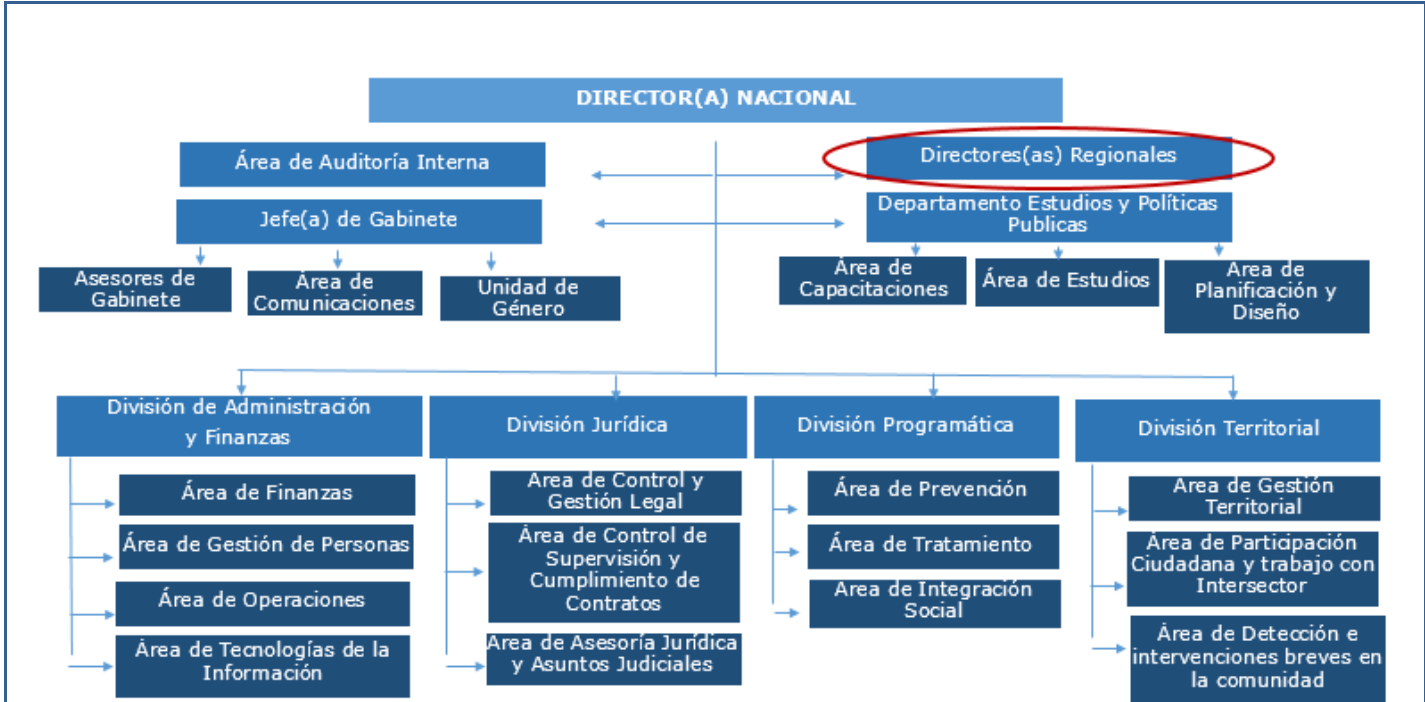 DIRECTOR(A) NACIONAL
Área de Auditoría Interna
Directores(as) Regionales
Jefe(a) de Gabinete
Departamento Estudios y Políticas
Publicas
Asesores de
Gabinete
Área de
Comunicaciones
Unidad de
Género
Área de
Capacitaciones
Área de Estudios
Area de
Planificación y
Diseño
División de Administración
y Finanzas
División Jurídica
División Programática
División Territorial
Área de Finanzas
Área de Gestión de Personas
Área de Operaciones
Área de Tecnologías de la
Información
Area de Control y
Gestión Legal
Área de Control de
Supervisión y
Cumplimiento de
Contratos
Area de Asesoría Jurídica
y Asuntos Judiciales
Área de Prevención
Área de Tratamiento
Area de Integración
Social
Area de Gestión
Territorial
Área de Participación
Ciudadana y trabajo con
Intersector
Área de Detección e
intervenciones breves en
la comunidad